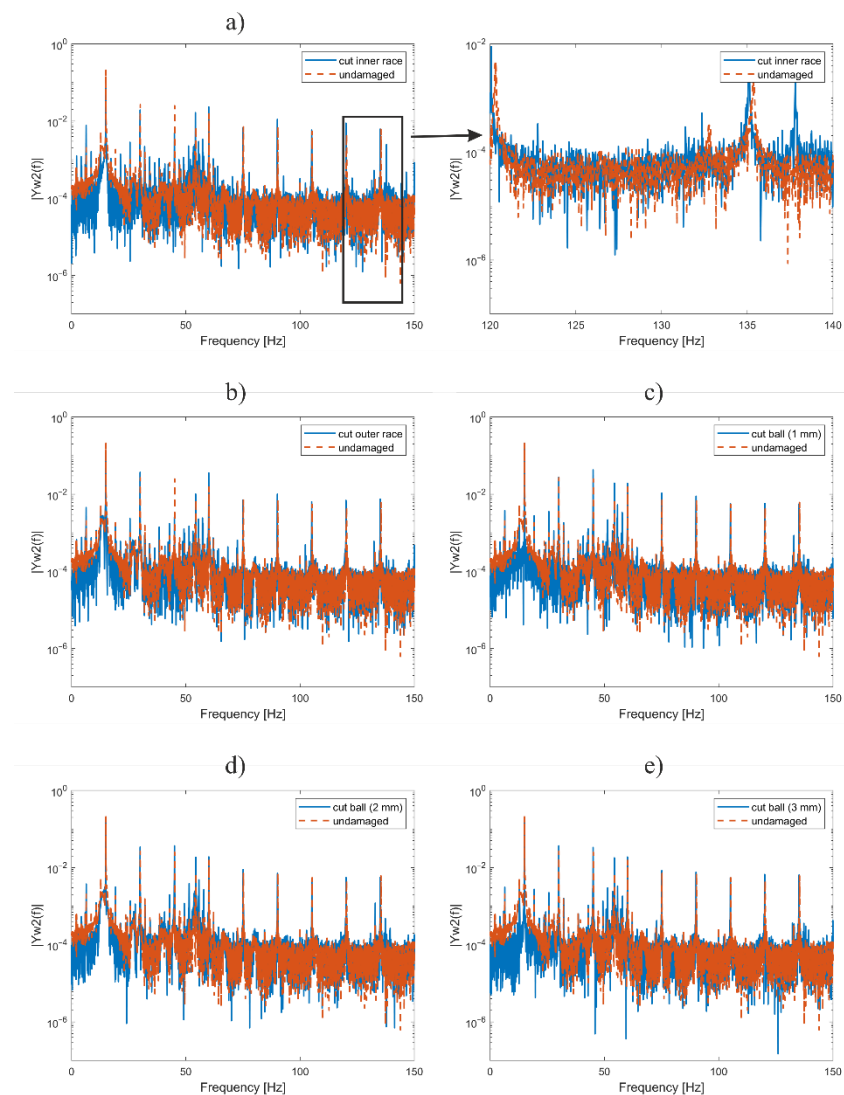 a)
10^0
10^-2
10^-4
10^-6
|Yw2(f)|
cut inner race
undamaged
0 50 100 150
Frequency [Hz]
10^-2
10^-4
10^-6
|Yw2(f)|
cut inner race
undamaged
120 125 130 135 140
Frequency [Hz]
b)
10^0
10^-2
10^-4
10^-6
|Yw2(f)|
cut outer race
undamaged
0 50 100 150
Frequency [Hz]
c)
10^0
10^-2
10^-4
10^-6
|Yw2(f)|
cut ball (1 mm)
undamaged
0 50 100 150
Frequency [Hz]
d)
10^0
10^-2
10^-4
10^-6
|Yw2(f)|
cut ball (2 mm)
undamaged
0 50 100 150
Frequency [Hz]
e)
10^0
10^-2
10^-4
10^-6
|Yw2(f)|
cut ball (3 mm)
undamaged
0 50 100 150
Frequency [Hz]